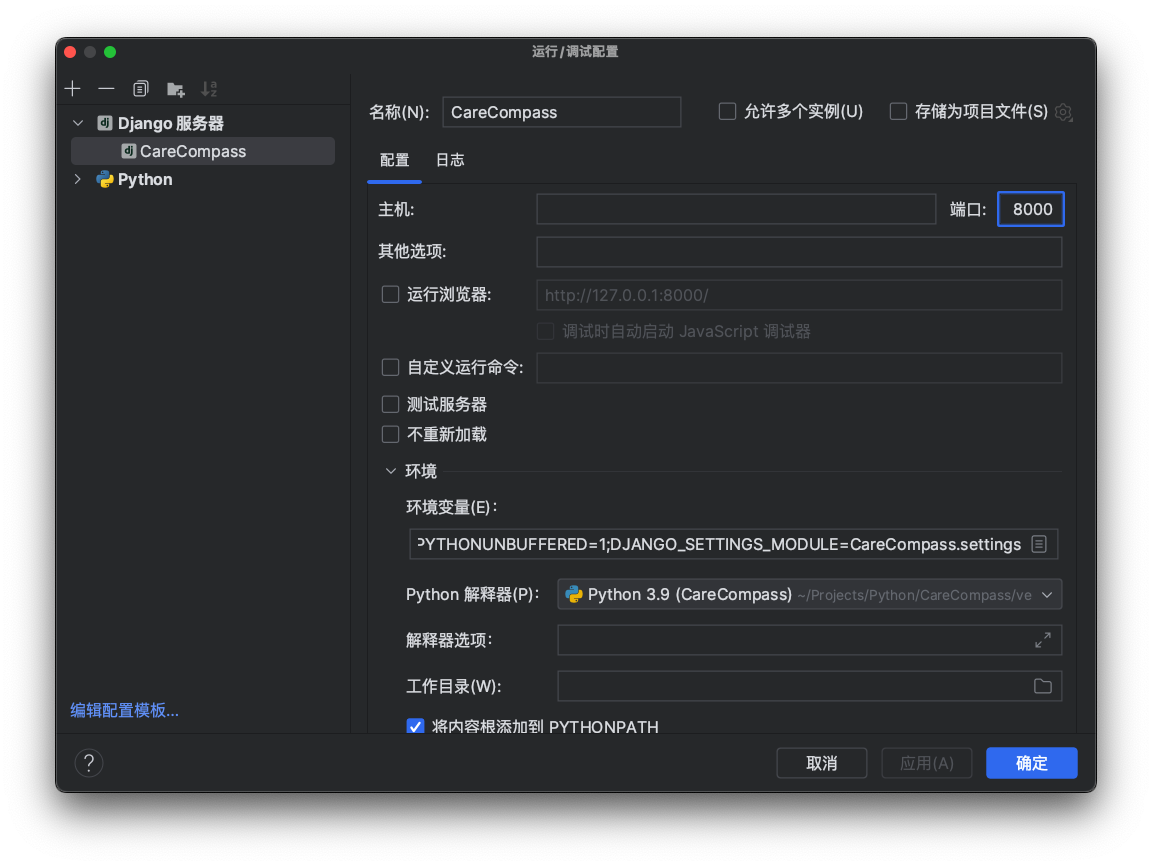 运行/调试配置
名称(N): CareCompass 允许多个实例(U) 存储为项目文件(S)
Django 服务器
CareCompass
Python
配置 日志
主机: 端口: 8000
其他选项:
运行浏览器: http://127.0.0.1:8000/
调试时自动启动 JavaScript 调试器
自定义运行命令:
测试服务器
不重新加载
环境
环境变量(E):
PYTHONUNBUFFERED=1;DJANGO_SETTINGS_MODULE=CareCompass.settings
Python 解释器(P): Python 3.9 (CareCompass) ~/Projects/Python/CareCompass/ve
解释器选项:
工作目录(W):
将内容根添加到 PYTHONPATH
编辑配置模板...
? 取消 应用(A) 确定